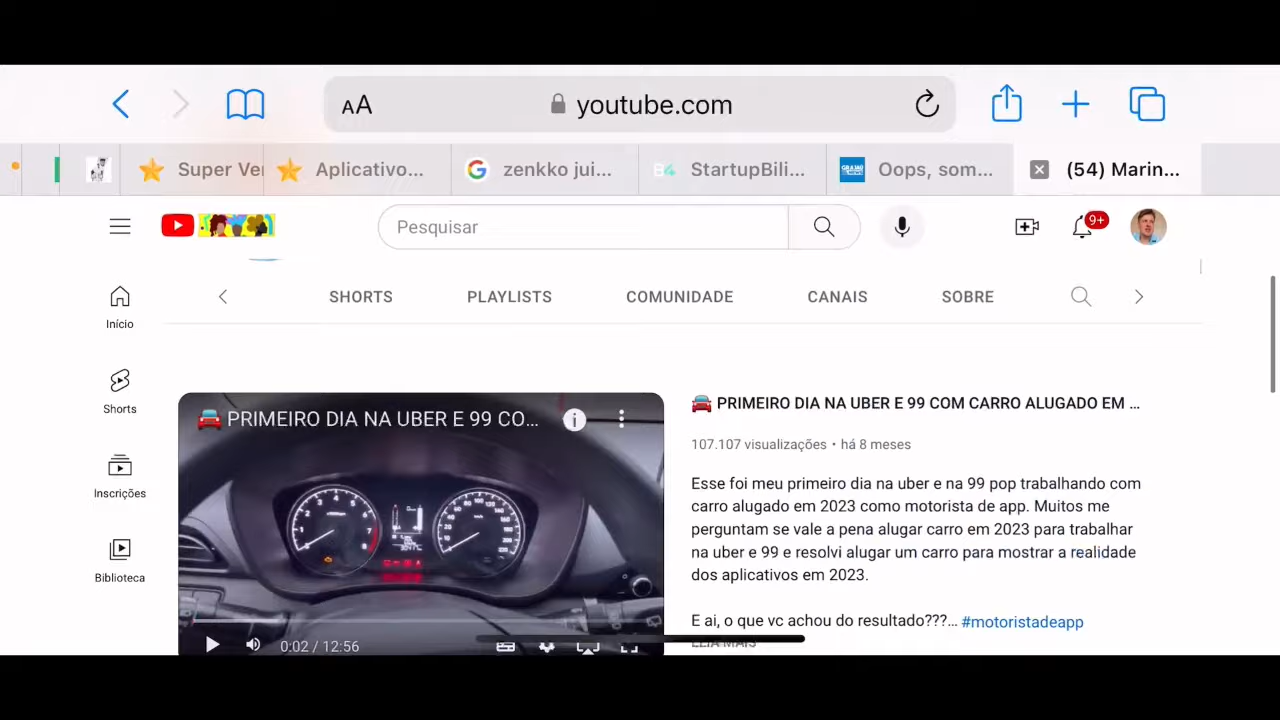 AA
youtube.com
Super Ver
Aplicativo...
zenkko jui...
StartupBili...
Oops, som...
(54) Marin...
Pesquisar
9+
SHORTS
PLAYLISTS
COMUNIDADE
CANAIS
SOBRE
Início
Shorts
Inscrições
Biblioteca
PRIMEIRO DIA NA UBER E 99 CO...
0:02 / 12:56
PRIMEIRO DIA NA UBER E 99 COM CARRO ALUGADO EM ...
107.107 visualizações • há 8 meses
Esse foi meu primeiro dia na uber e na 99 pop trabalhando com
carro alugado em 2023 como motorista de app. Muitos me
perguntam se vale a pena alugar carro em 2023 para trabalhar
na uber e 99 e resolvi alugar um carro para mostrar a realidade
dos aplicativos em 2023.
E ai, o que vc achou do resultado???... #motoristadeapp
LEIA MAIS